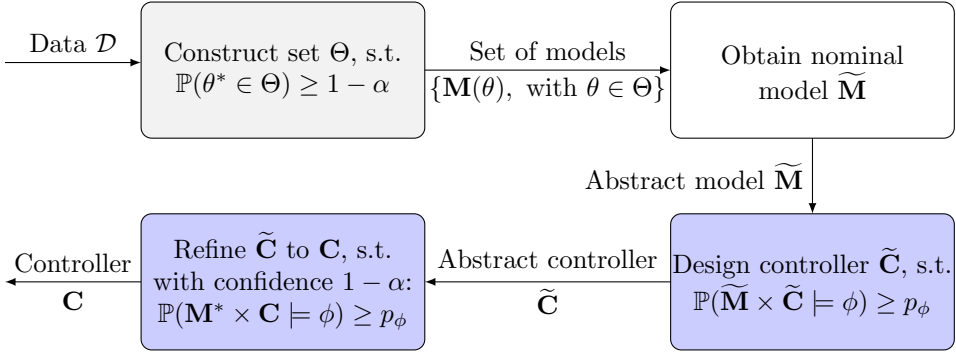 Data 𝒟
Construct set Θ, s.t.
ℙ(θ* ∈ Θ) ≥ 1 − α
Set of models
{𝐌(θ), with θ ∈ Θ}
Obtain nominal
model 𝐌̃
Abstract model 𝐌̃
Design controller 𝐂̃, s.t.
ℙ(𝐌̃ × 𝐂̃ ⊨ ϕ) ≥ p_ϕ
Abstract controller
𝐂̃
Refine 𝐂̃ to 𝐂, s.t.
with confidence 1 − α:
ℙ(𝐌* × 𝐂 ⊨ ϕ) ≥ p_ϕ
Controller
𝐂